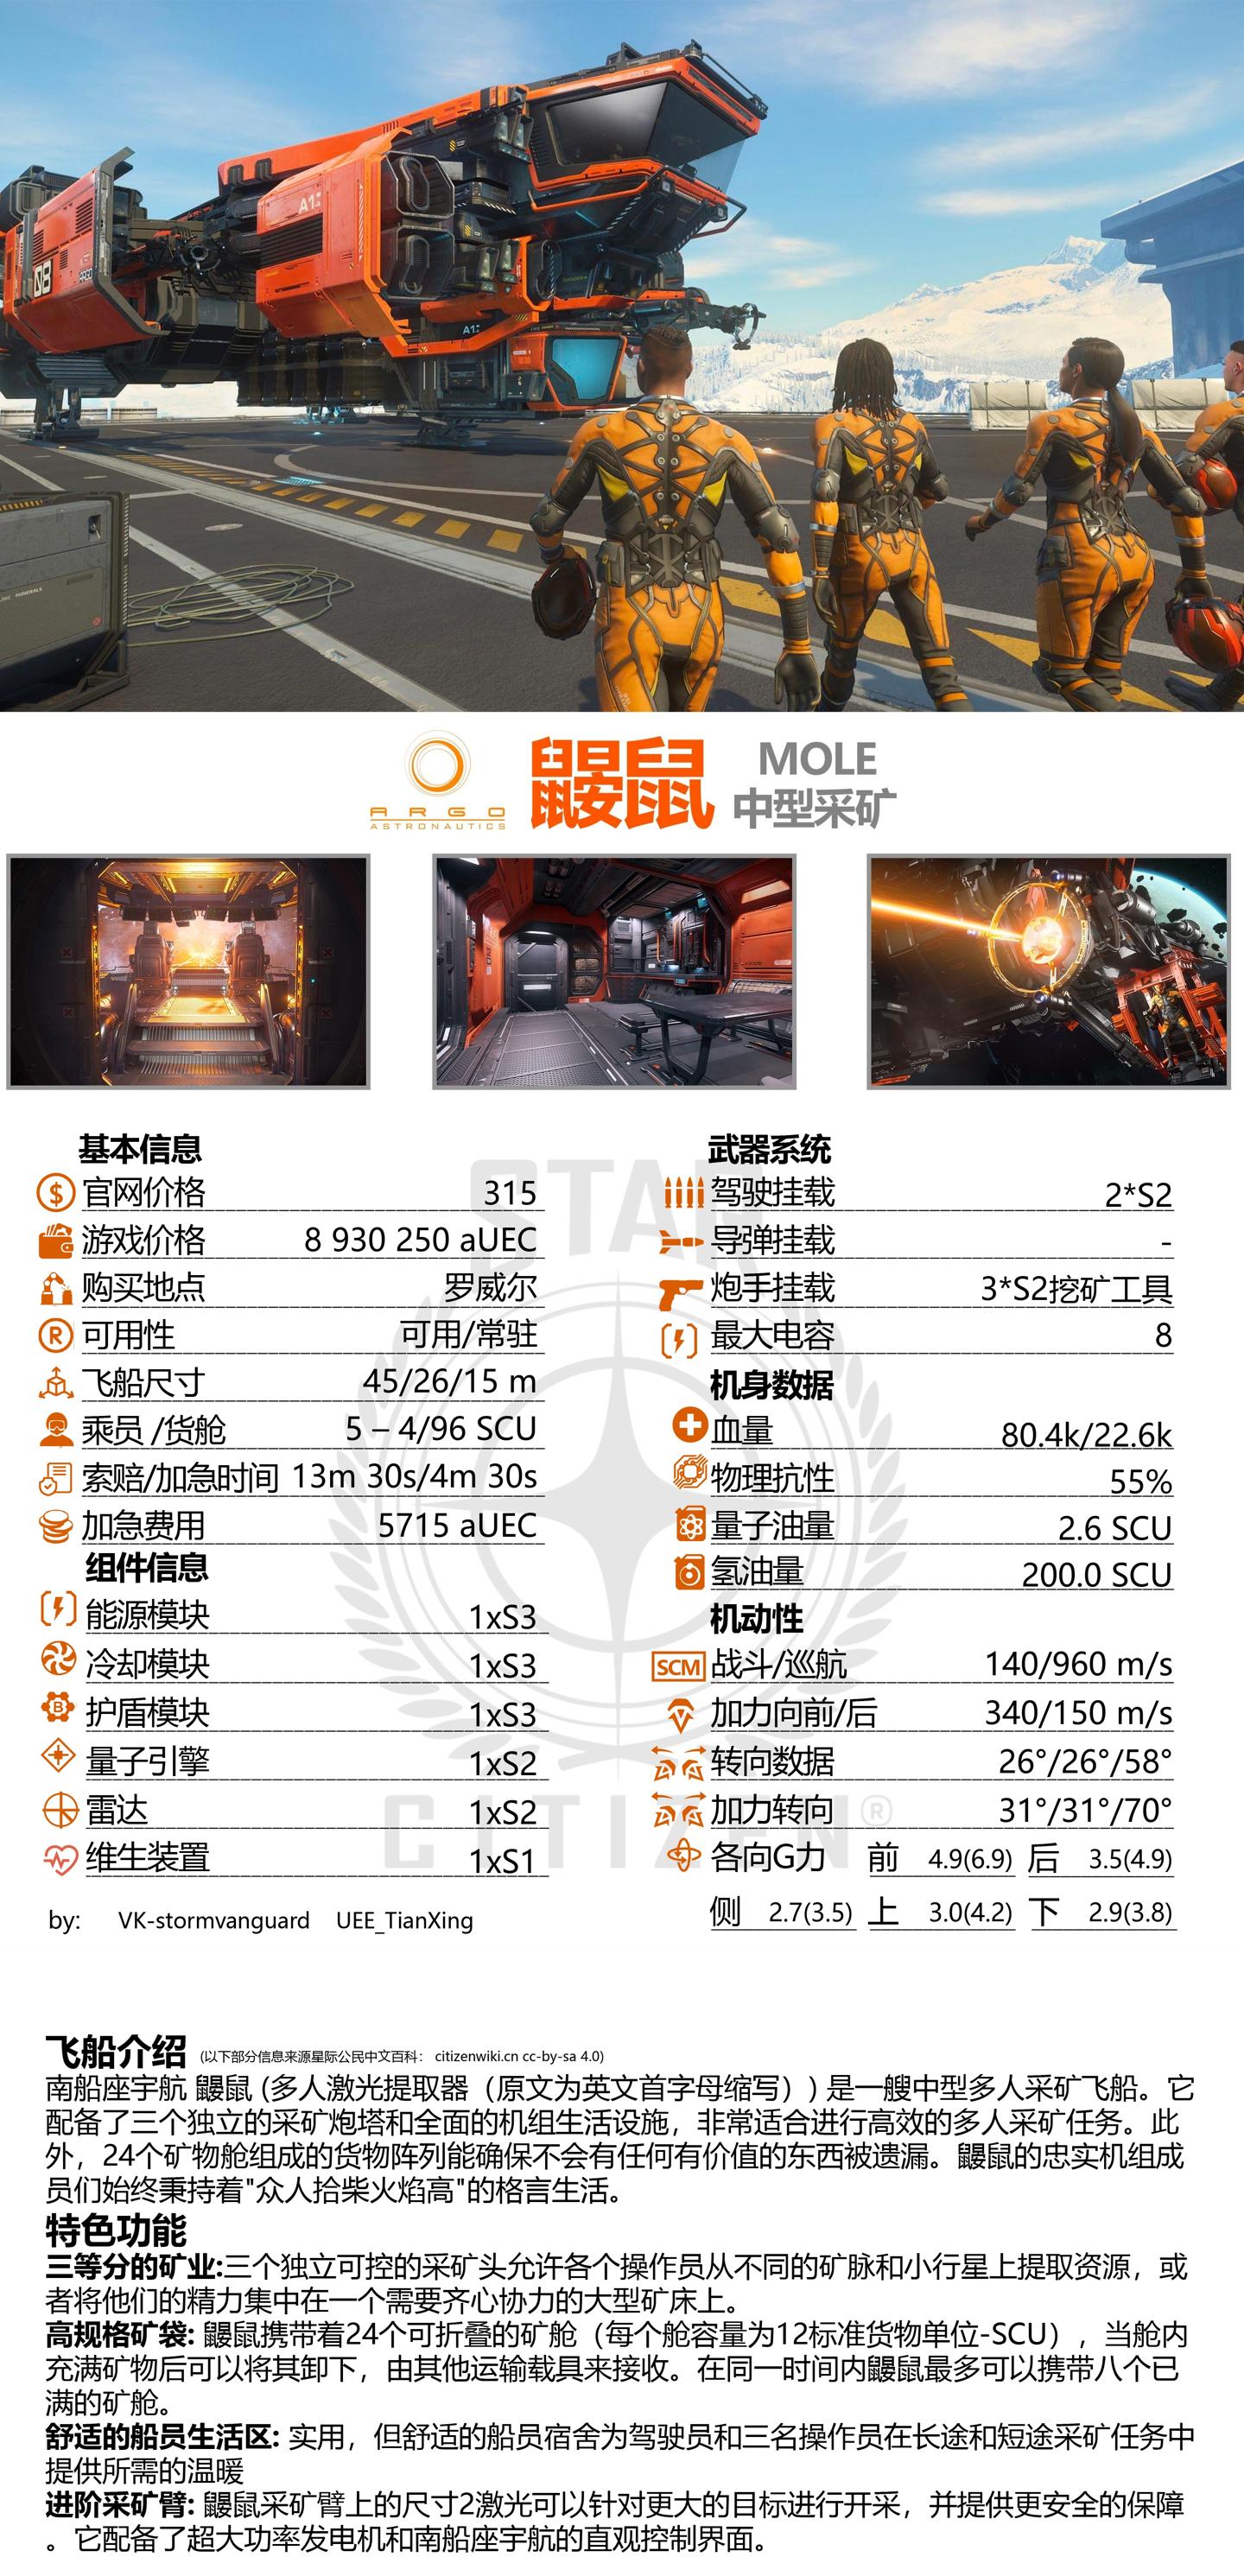 08
A1
A1
ARGO
ASTRONAUTICS
鼹鼠
MOLE
中型采矿
STAR
CITIZEN®
基本信息
官网价格 315
游戏价格 8 930 250 aUEC
购买地点 罗威尔
可用性 可用/常驻
飞船尺寸 45/26/15 m
乘员 /货舱 5 – 4/96 SCU
索赔/加急时间 13m 30s/4m 30s
加急费用 5715 aUEC
组件信息
能源模块 1xS3
冷却模块 1xS3
护盾模块 1xS3
量子引擎 1xS2
雷达 1xS2
维生装置 1xS1
by: VK-stormvanguard UEE_TianXing
武器系统
驾驶挂载 2*S2
导弹挂载 -
炮手挂载 3*S2挖矿工具
最大电容 8
机身数据
血量 80.4k/22.6k
物理抗性 55%
量子油量 2.6 SCU
氢油量 200.0 SCU
机动性
SCM 战斗/巡航 140/960 m/s
加力向前/后 340/150 m/s
转向数据 26°/26°/58°
加力转向 31°/31°/70°
各向G力 前 4.9(6.9) 后 3.5(4.9)
侧 2.7(3.5) 上 3.0(4.2) 下 2.9(3.8)
飞船介绍 (以下部分信息来源星际公民中文百科： citizenwiki.cn cc-by-sa 4.0)
南船座宇航 鼹鼠 (多人激光提取器（原文为英文首字母缩写）) 是一艘中型多人采矿飞船。它
配备了三个独立的采矿炮塔和全面的机组生活设施，非常适合进行高效的多人采矿任务。此
外，24个矿物舱组成的货物阵列能确保不会有任何有价值的东西被遗漏。鼹鼠的忠实机组成
员们始终秉持着"众人拾柴火焰高"的格言生活。
特色功能
三等分的矿业:三个独立可控的采矿头允许各个操作员从不同的矿脉和小行星上提取资源，或
者将他们的精力集中在一个需要齐心协力的大型矿床上。
高规格矿袋: 鼹鼠携带着24个可折叠的矿舱（每个舱容量为12标准货物单位-SCU），当舱内
充满矿物后可以将其卸下，由其他运输载具来接收。在同一时间内鼹鼠最多可以携带八个已
满的矿舱。
舒适的船员生活区: 实用，但舒适的船员宿舍为驾驶员和三名操作员在长途和短途采矿任务中
提供所需的温暖
进阶采矿臂: 鼹鼠采矿臂上的尺寸2激光可以针对更大的目标进行开采，并提供更安全的保障
。它配备了超大功率发电机和南船座宇航的直观控制界面。